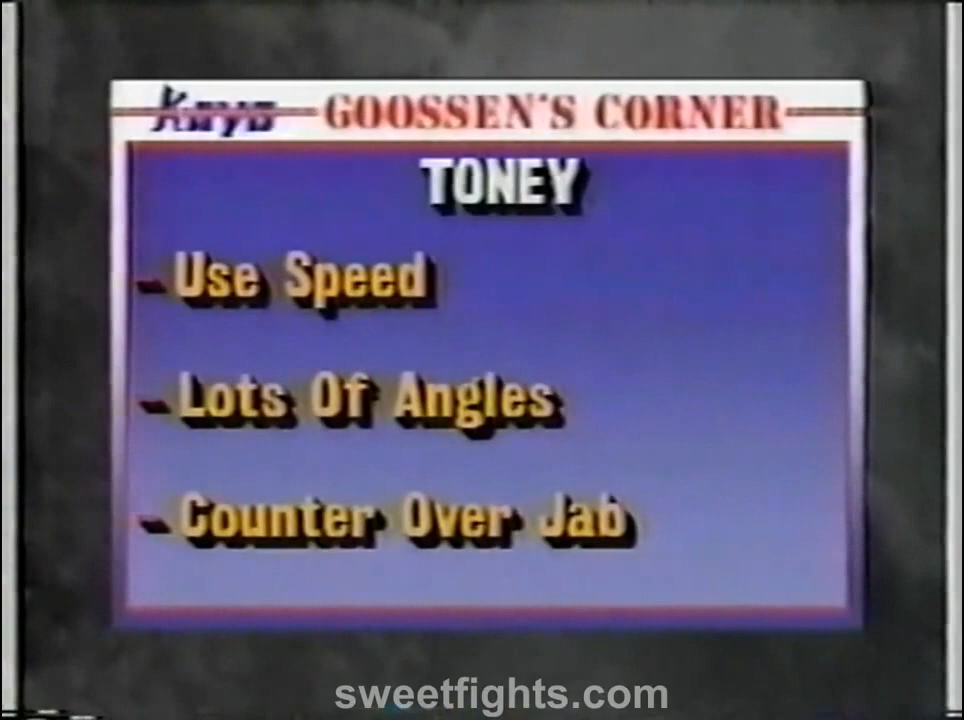 Kayo GOOSSEN'S CORNER
TONEY
- Use Speed
- Lots Of Angles
- Counter Over Jab
sweetfights.com